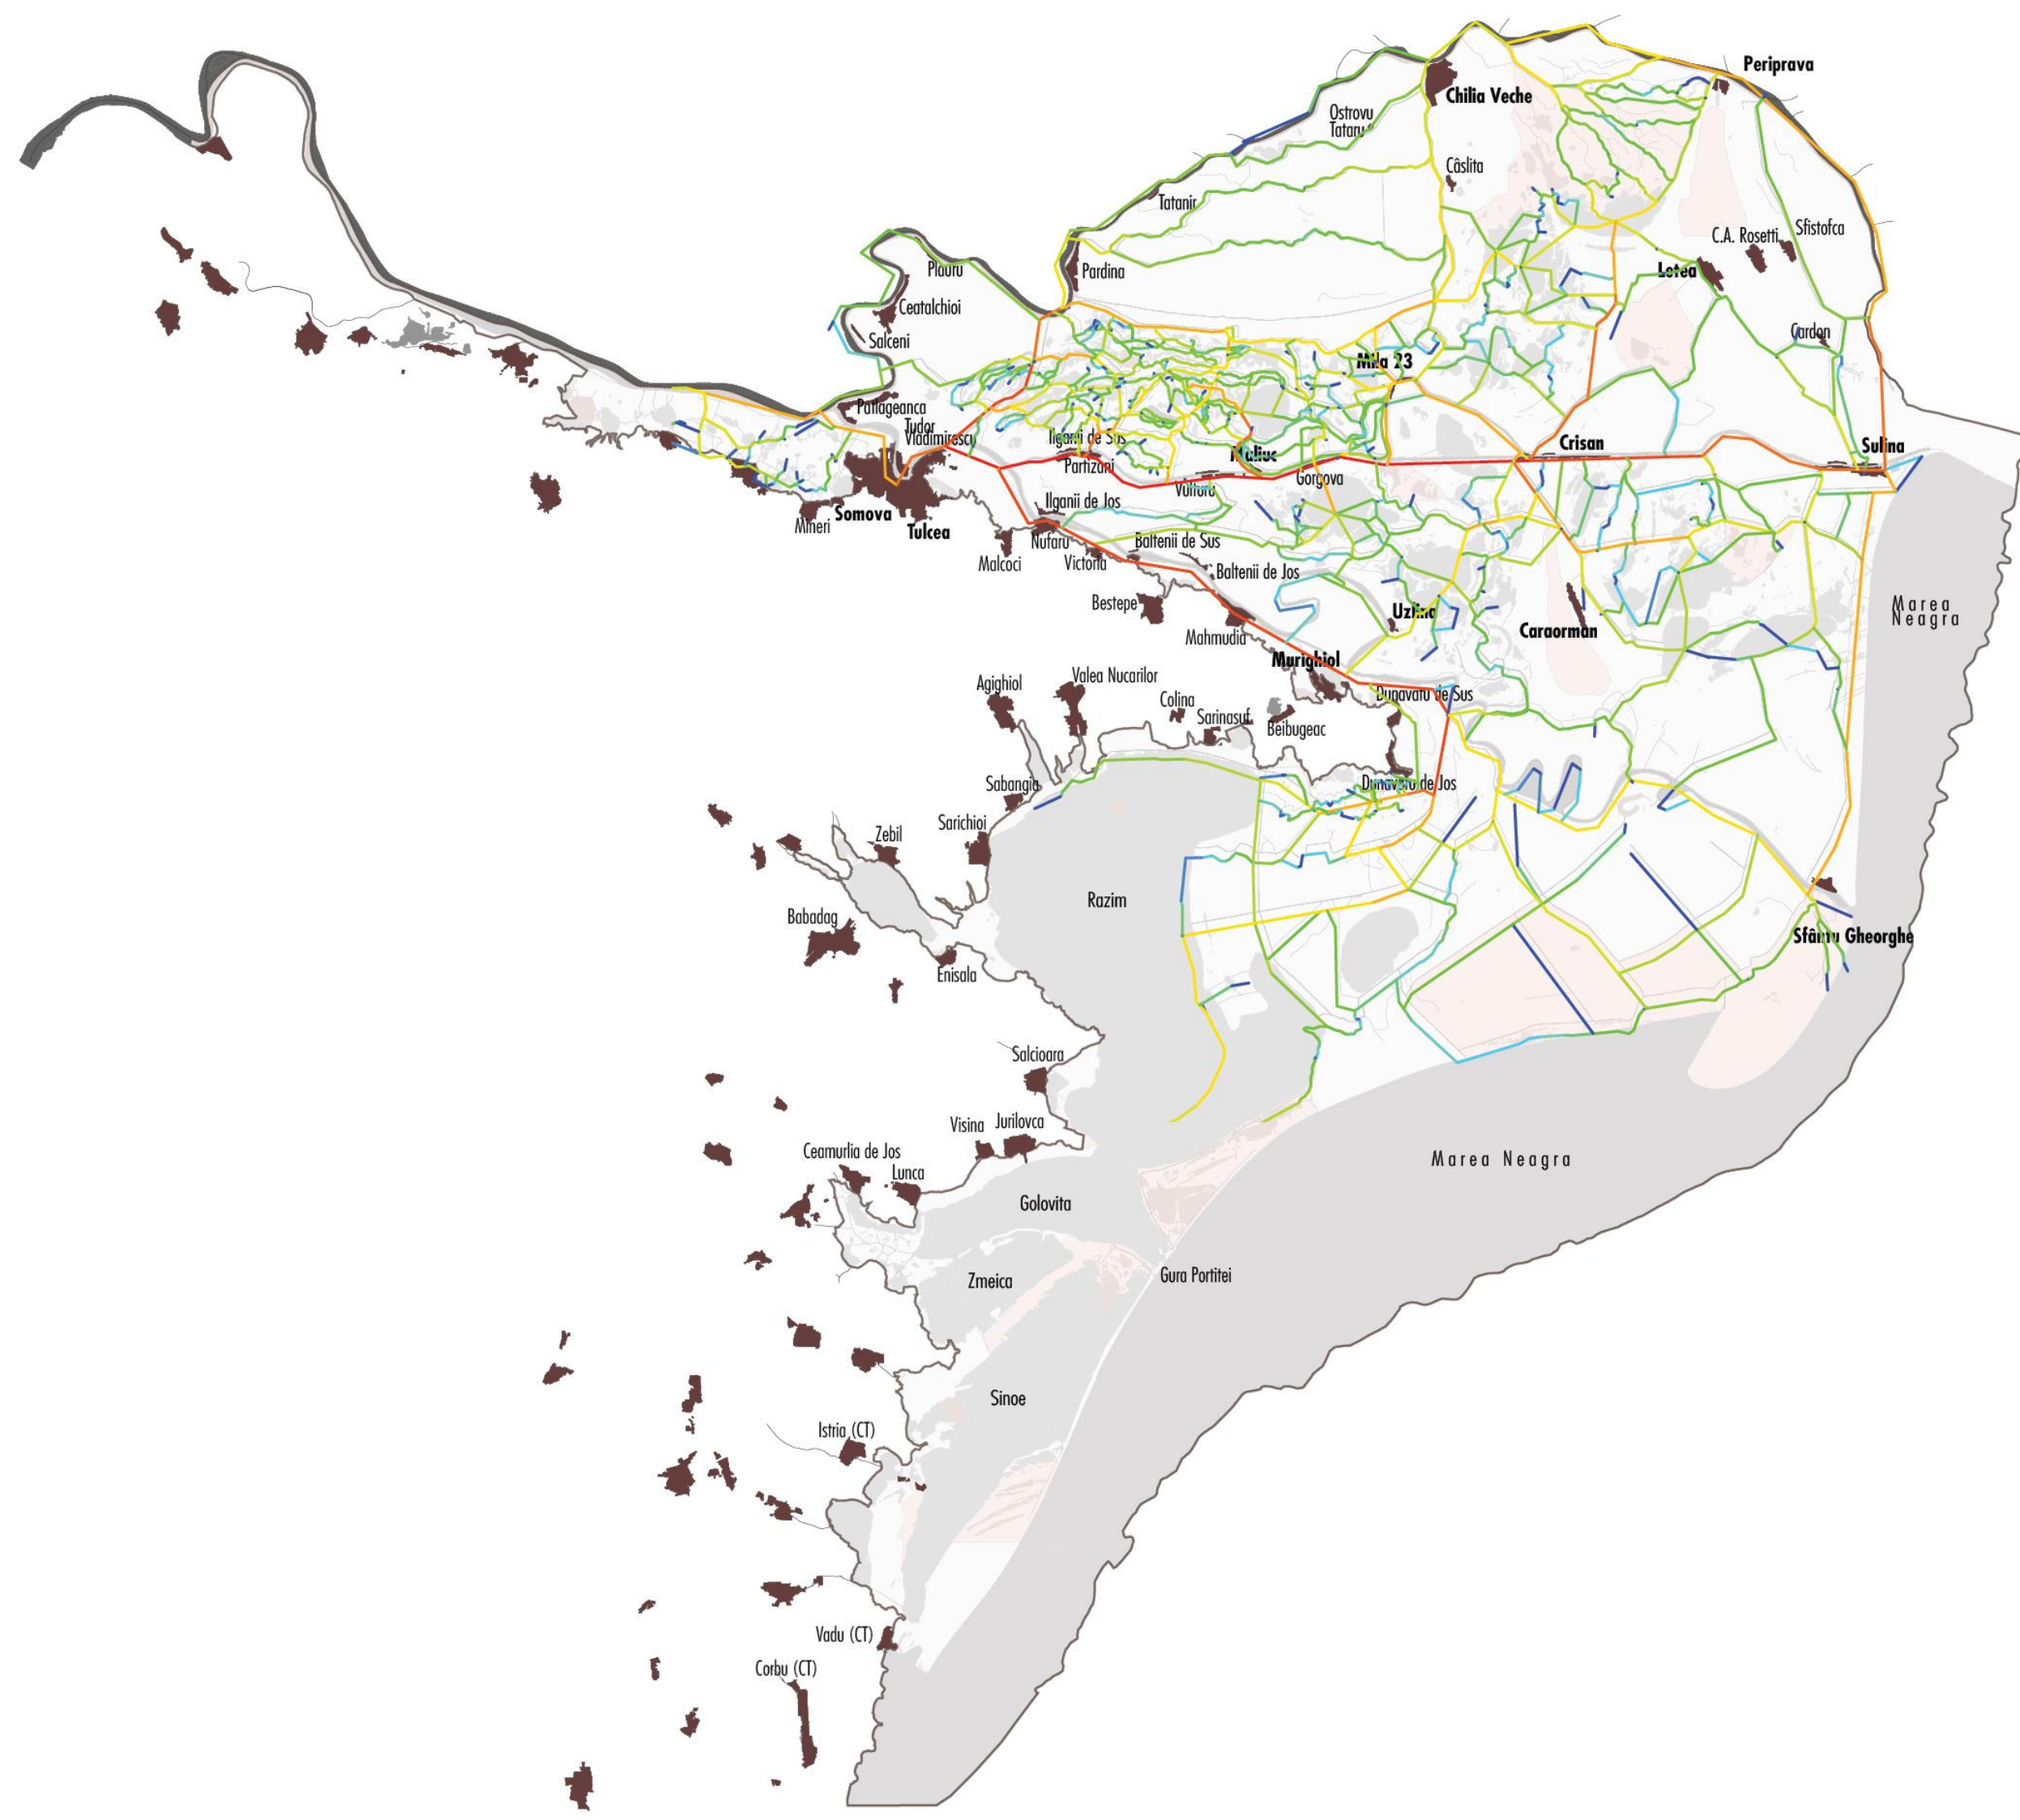 Periprava
Chilia Veche
Ostrovu
Tataru
Câslita
Tatanir
Sfistofca
C.A. Rosetti
Letea
Pardina
Plauru
Ceatalchioi
Salceni
Cardon
Mila 23
Patlageanca
Tudor
Vladimirescu
Ilganii de Sus
Partizani
Maliuc
Crisan
Sulina
Vulturu
Gorgova
Ilganii de Jos
Somova
Mineri
Tulcea
Nufaru
Malcoci
Victoria
Baltenii de Sus
Baltenii de Jos
Bestepe
Mahmudia
Uzlina
Caraorman
Marea
Neagra
Murighiol
Agighiol
Valea Nucarilor
Colina
Sarinasuf
Beibugeac
Dunavatu de Sus
Sabangia
Dunavatu de Jos
Sarichioi
Zebil
Razim
Babadag
Enisala
Sfântu Gheorghe
Salcioara
Visina
Jurilovca
Ceamurlia de Jos
Lunca
Marea Neagra
Golovita
Zmeica
Gura Portitei
Sinoe
Istria (CT)
Vadu (CT)
Corbu (CT)